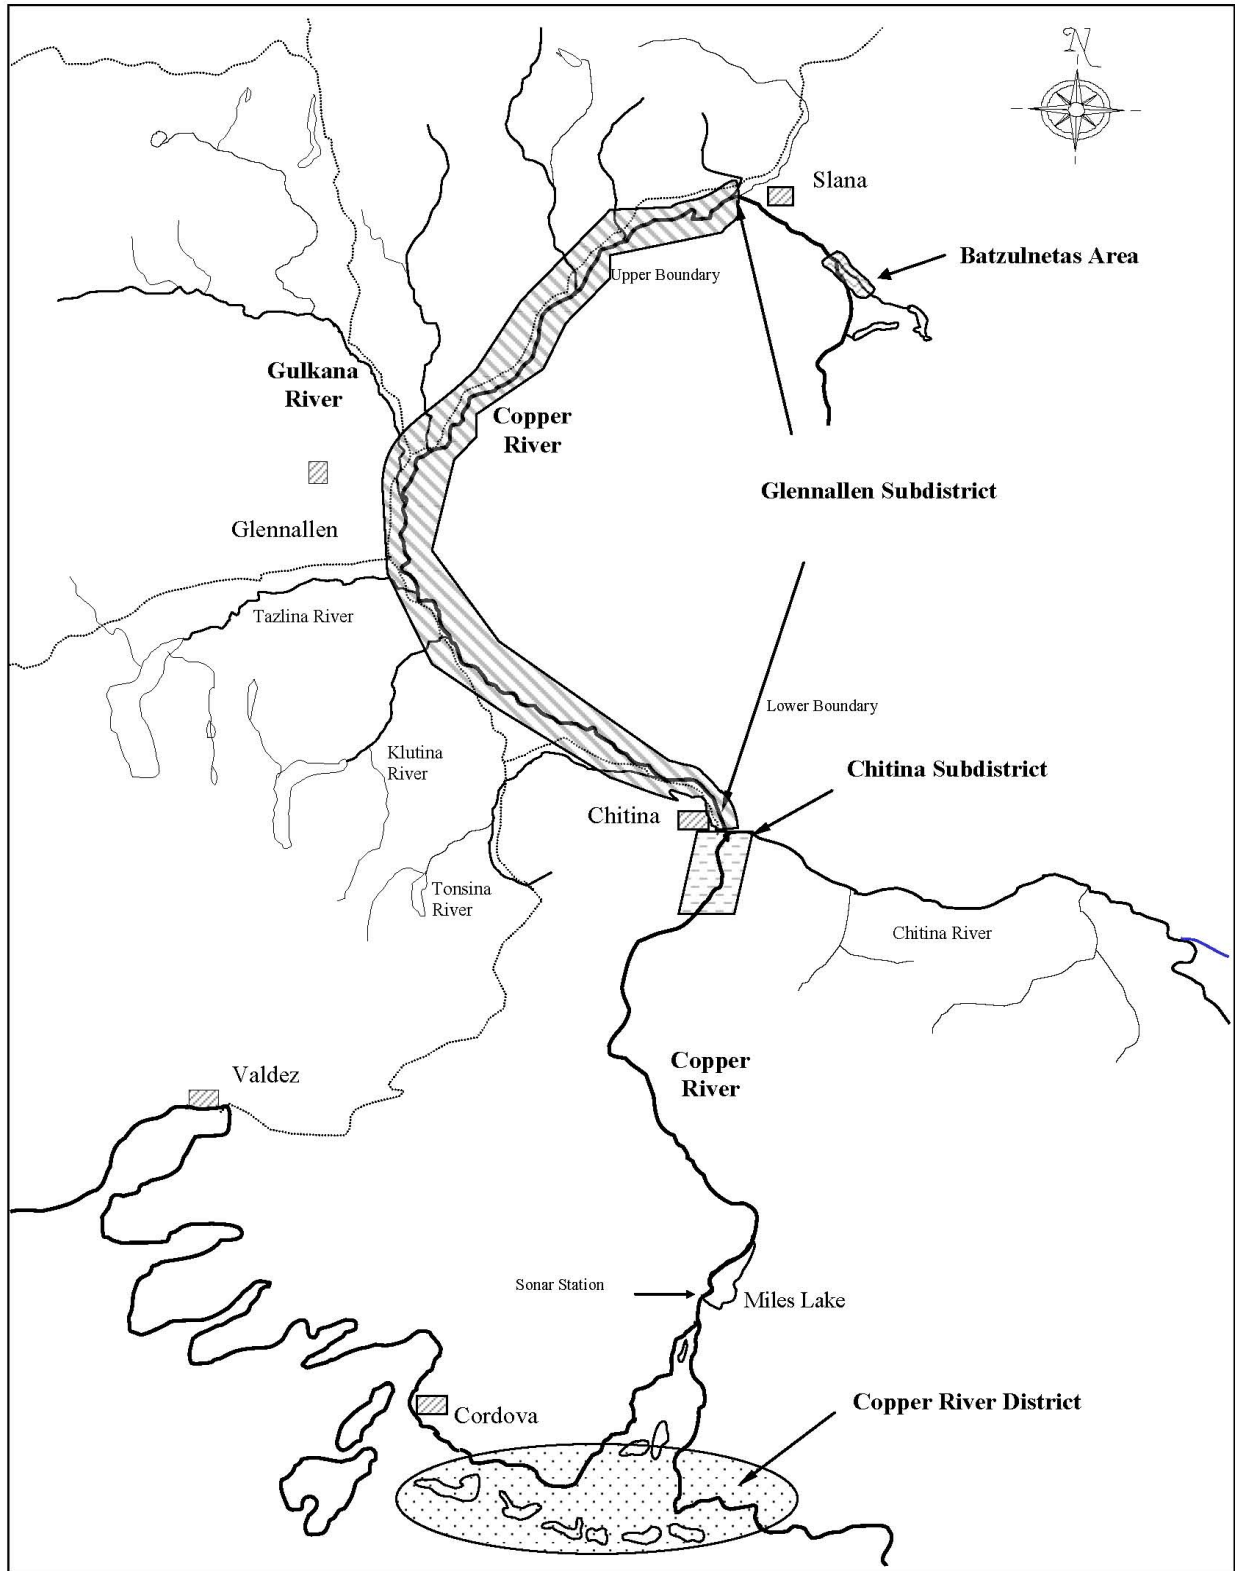 N
Slana
Batzulnetas Area
Upper Boundary
Gulkana
River
Copper
River
Glennallen Subdistrict
Glennallen
Tazlina River
Lower Boundary
Klutina
River
Chitina Subdistrict
Chitina
Tonsina
River
Chitina River
Copper
River
Valdez
Sonar Station
Miles Lake
Copper River District
Cordova